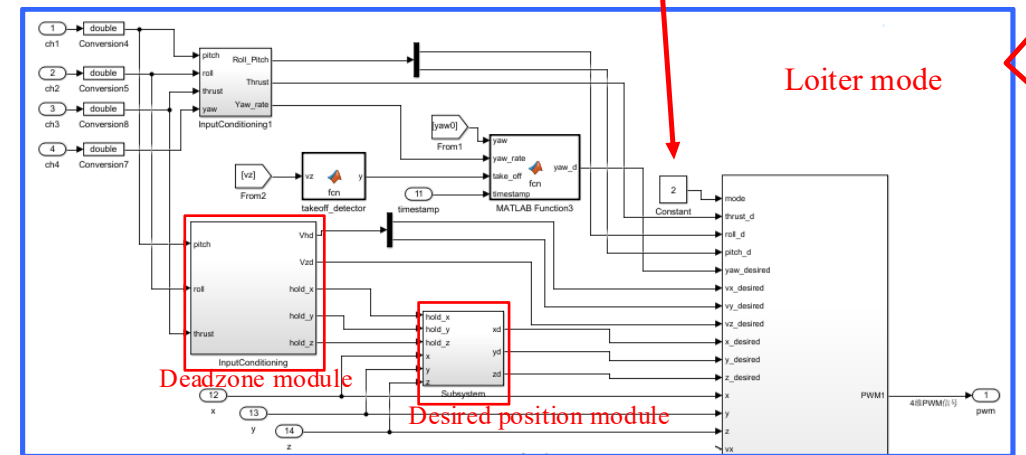 1
double
ch1
Conversion4
2
double
ch2
Conversion5
3
double
ch3
Conversion8
4
double
ch4
Conversion7
pitch
roll
thrust
yaw
Roll_Pitch
Thrust
Yaw_rate
InputConditioning1
[yaw0]
From1
[vz]
From2
vz
y
fcn
takeoff_detector
11
timestamp
yaw
yaw_rate
take_off
timestamp
yaw_d
fcn
MATLAB Function3
Loiter mode
2
Constant
pitch
roll
thrust
Vhd
Vzd
hold_x
hold_y
hold_z
InputConditioning
Deadzone module
hold_x
hold_y
hold_z
x
y
z
xd
yd
zd
Subsystem
Desired position module
12
x
13
y
14
z
mode
thrust_d
roll_d
pitch_d
yaw_desired
vx_desired
vy_desired
vz_desired
x_desired
y_desired
z_desired
x
y
z
vx
PWM1
4维PWM信号
1
pwm